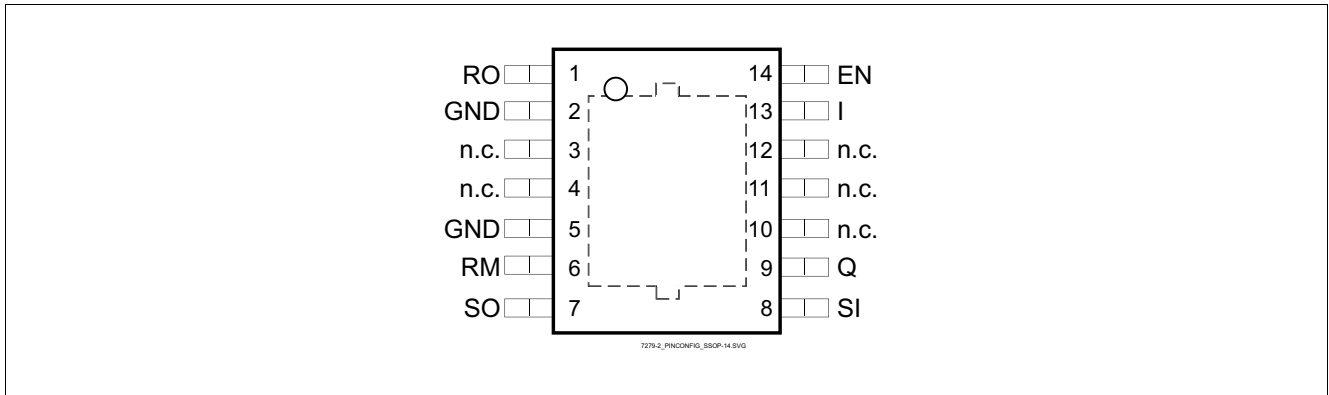 RO 1 14 EN
GND 2 13 I
n.c. 3 12 n.c.
n.c. 4 11 n.c.
GND 5 10 n.c.
RM 6 9 Q
SO 7 8 SI
7279-2_PINCONFIG_SSOP-14.SVG